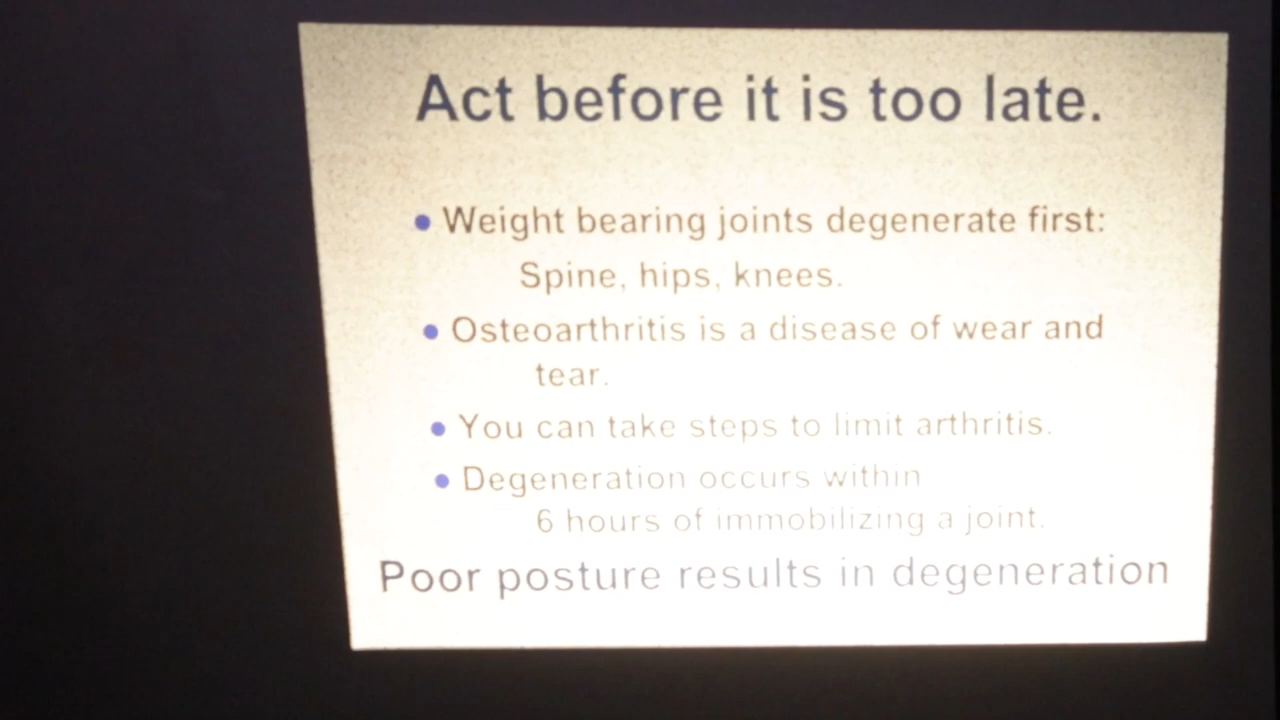 Act before it is too late.
• Weight bearing joints degenerate first:
Spine, hips, knees.
• Osteoarthritis is a disease of wear and
tear.
• You can take steps to limit arthritis.
• Degeneration occurs within
6 hours of immobilizing a joint.
Poor posture results in degeneration